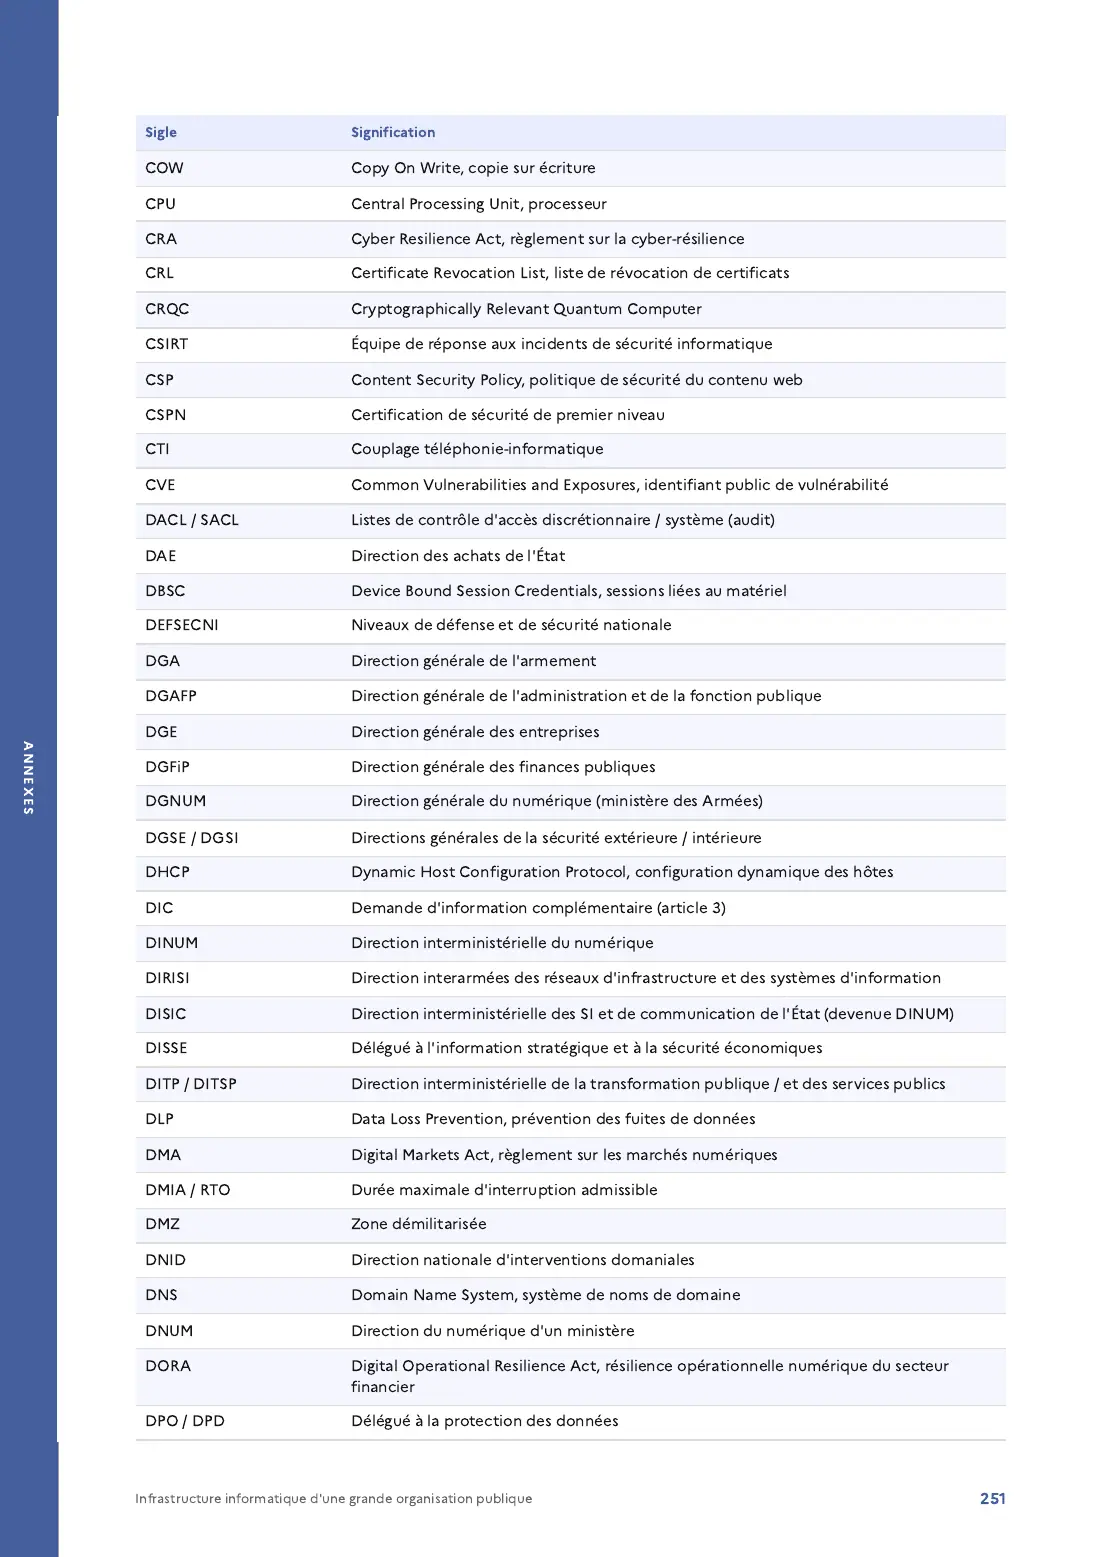 Sigle Signification
COW Copy On Write, copie sur écriture
CPU Central Processing Unit, processeur
CRA Cyber Resilience Act, règlement sur la cyber-résilience
CRL Certificate Revocation List, liste de révocation de certificats
CRQC Cryptographically Relevant Quantum Computer
CSIRT Équipe de réponse aux incidents de sécurité informatique
CSP Content Security Policy, politique de sécurité du contenu web
CSPN Certification de sécurité de premier niveau
CTI Couplage téléphonie-informatique
CVE Common Vulnerabilities and Exposures, identifiant public de vulnérabilité
DACL / SACL Listes de contrôle d'accès discrétionnaire / système (audit)
DAE Direction des achats de l'État
DBSC Device Bound Session Credentials, sessions liées au matériel
DEFSECNI Niveaux de défense et de sécurité nationale
DGA Direction générale de l'armement
DGAFP Direction générale de l'administration et de la fonction publique
DGE Direction générale des entreprises
DGFiP Direction générale des finances publiques
DGNUM Direction générale du numérique (ministère des Armées)
DGSE / DGSI Directions générales de la sécurité extérieure / intérieure
DHCP Dynamic Host Configuration Protocol, configuration dynamique des hôtes
DIC Demande d'information complémentaire (article 3)
DINUM Direction interministérielle du numérique
DIRISI Direction interarmées des réseaux d'infrastructure et des systèmes d'information
DISIC Direction interministérielle des SI et de communication de l'État (devenue DINUM)
DISSE Délégué à l'information stratégique et à la sécurité économiques
DITP / DITSP Direction interministérielle de la transformation publique / et des services publics
DLP Data Loss Prevention, prévention des fuites de données
DMA Digital Markets Act, règlement sur les marchés numériques
DMIA / RTO Durée maximale d'interruption admissible
DMZ Zone démilitarisée
DNID Direction nationale d'interventions domaniales
DNS Domain Name System, système de noms de domaine
DNUM Direction du numérique d'un ministère
DORA Digital Operational Resilience Act, résilience opérationnelle numérique du secteur
financier
DPO / DPD Délégué à la protection des données
ANNEXES
Infrastructure informatique d'une grande organisation publique 251